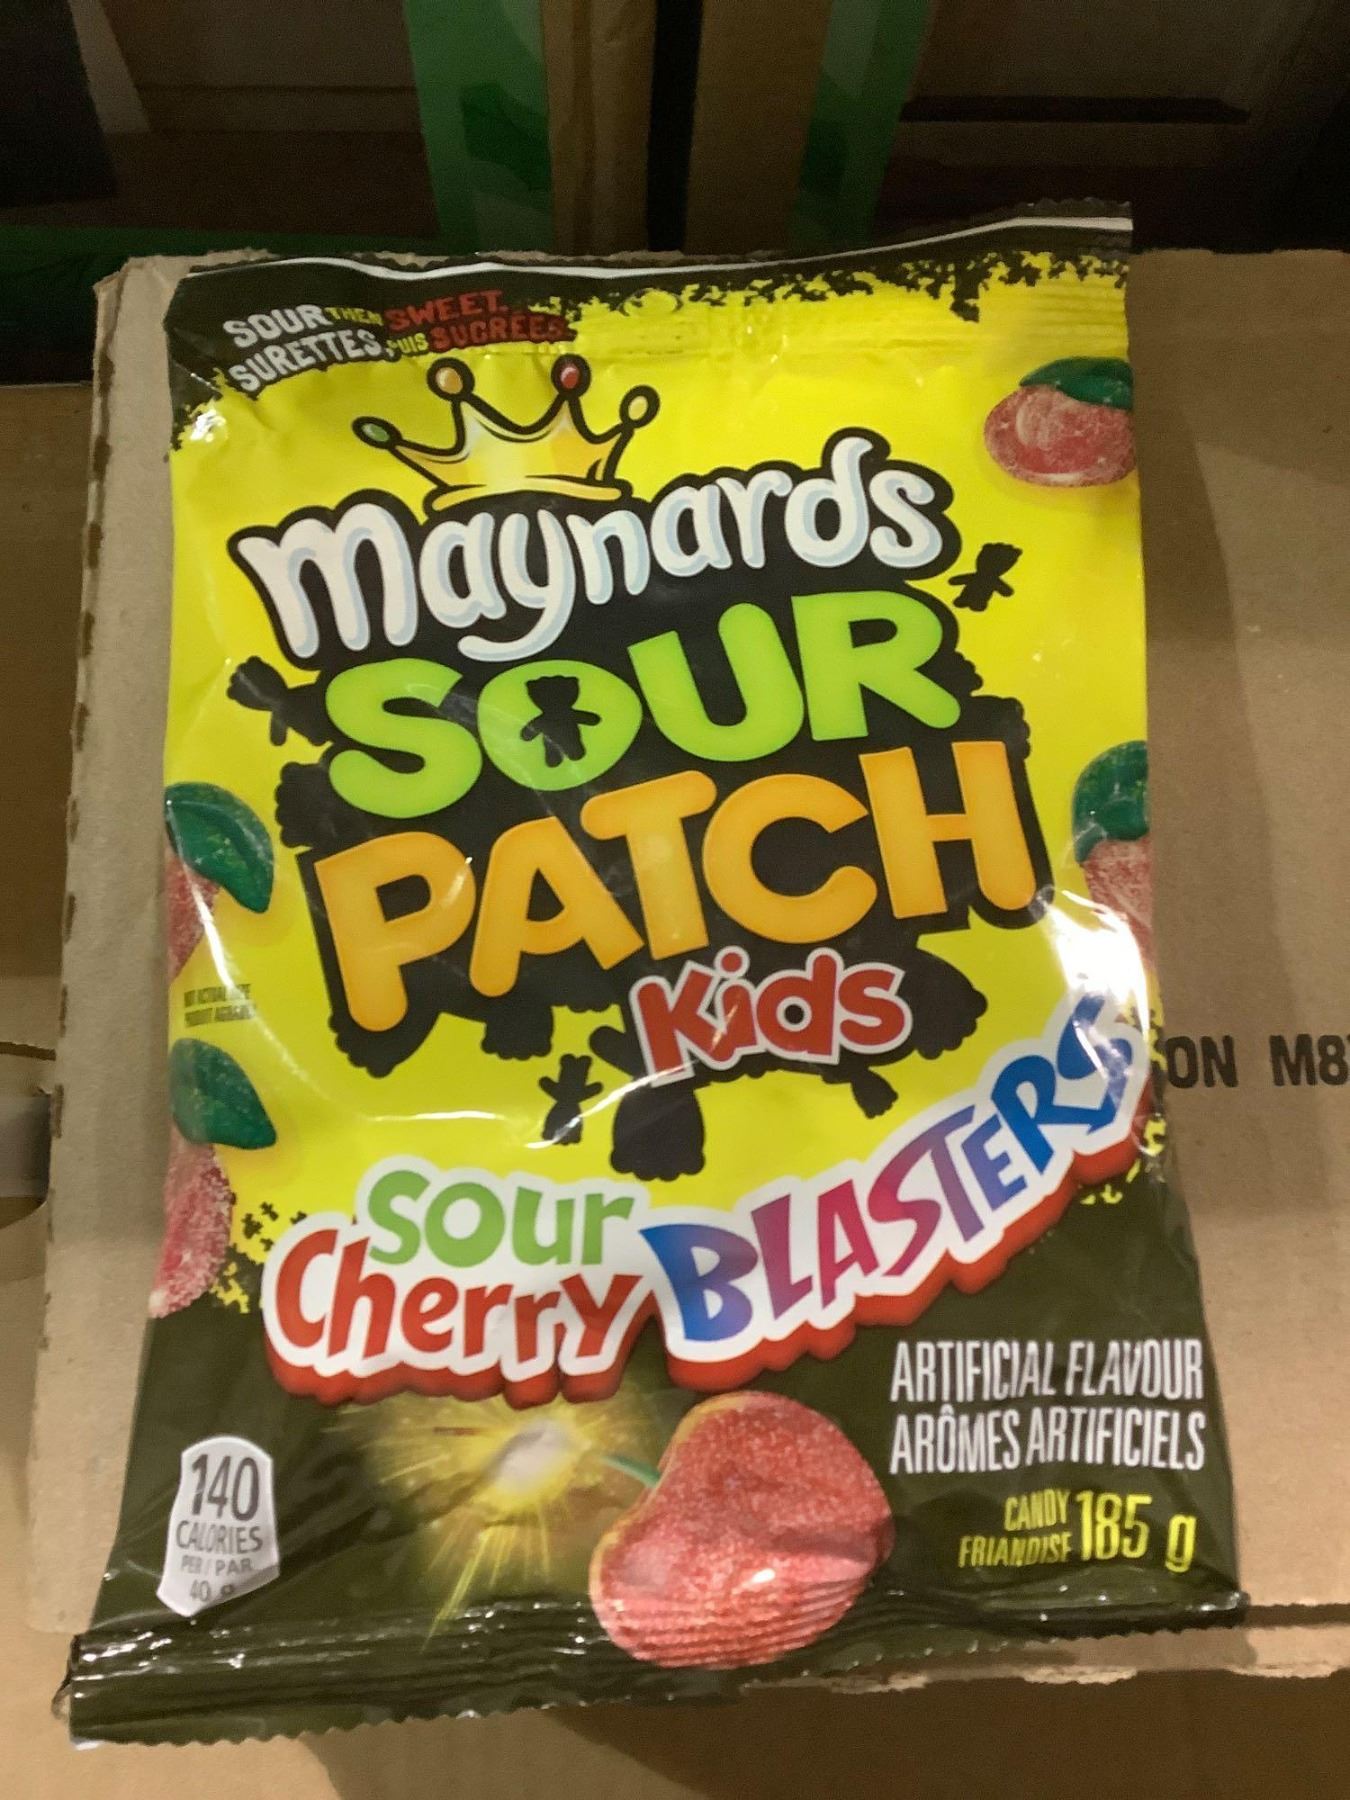 SOUR THEN SWEET.
SURETTES, PUIS SUCRÉES.
Maynards
SOUR
PATCH
Kids
ON M8
sour
Cherry BLASTERS
ARTIFICIAL FLAVOUR
ARÔMES ARTIFICIELS
140
CALORIES
PER / PAR
40 g
CANDY
FRIANDISE
185 g